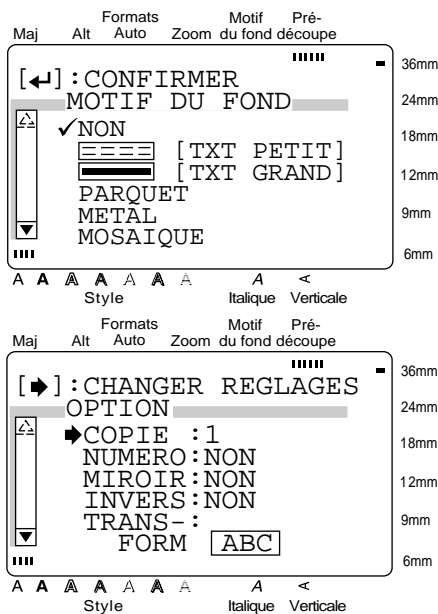 Formats Motif Pré-
Maj Alt Auto Zoom du fond découpe
36mm
[↵]:CONFIRMER
MOTIF DU FOND 24mm
✓NON 18mm
[TXT PETIT]
[TXT GRAND] 12mm
PARQUET
METAL 9mm
MOSAIQUE
6mm
A A A A A A A A A
Style Italique Verticale
Formats Motif Pré-
Maj Alt Auto Zoom du fond découpe
36mm
[➧]:CHANGER REGLAGES
OPTION 24mm
➧COPIE :1 18mm
NUMERO:NON
MIROIR:NON 12mm
INVERS:NON
TRANS-: 9mm
FORM ABC
6mm
A A A A A A A A A
Style Italique Verticale